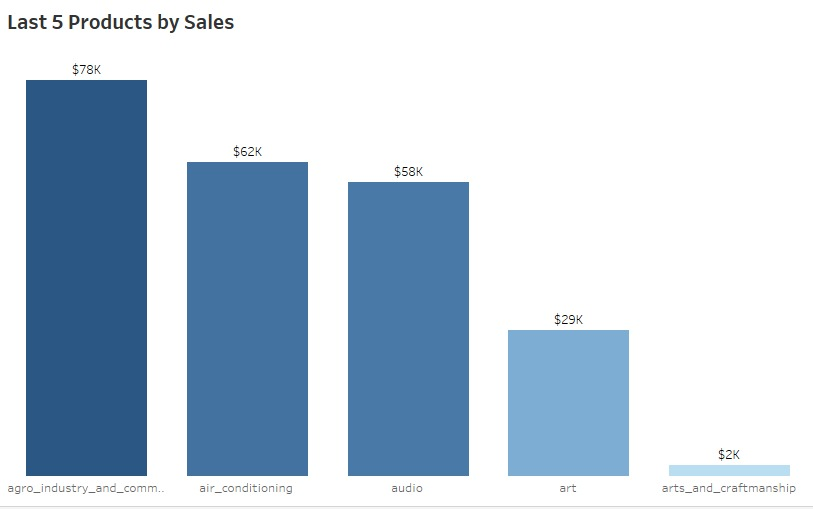 Last 5 Products by Sales
$78K
$62K
$58K
$29K
$2K
agro_industry_and_comm..
air_conditioning
audio
art
arts_and_craftmanship